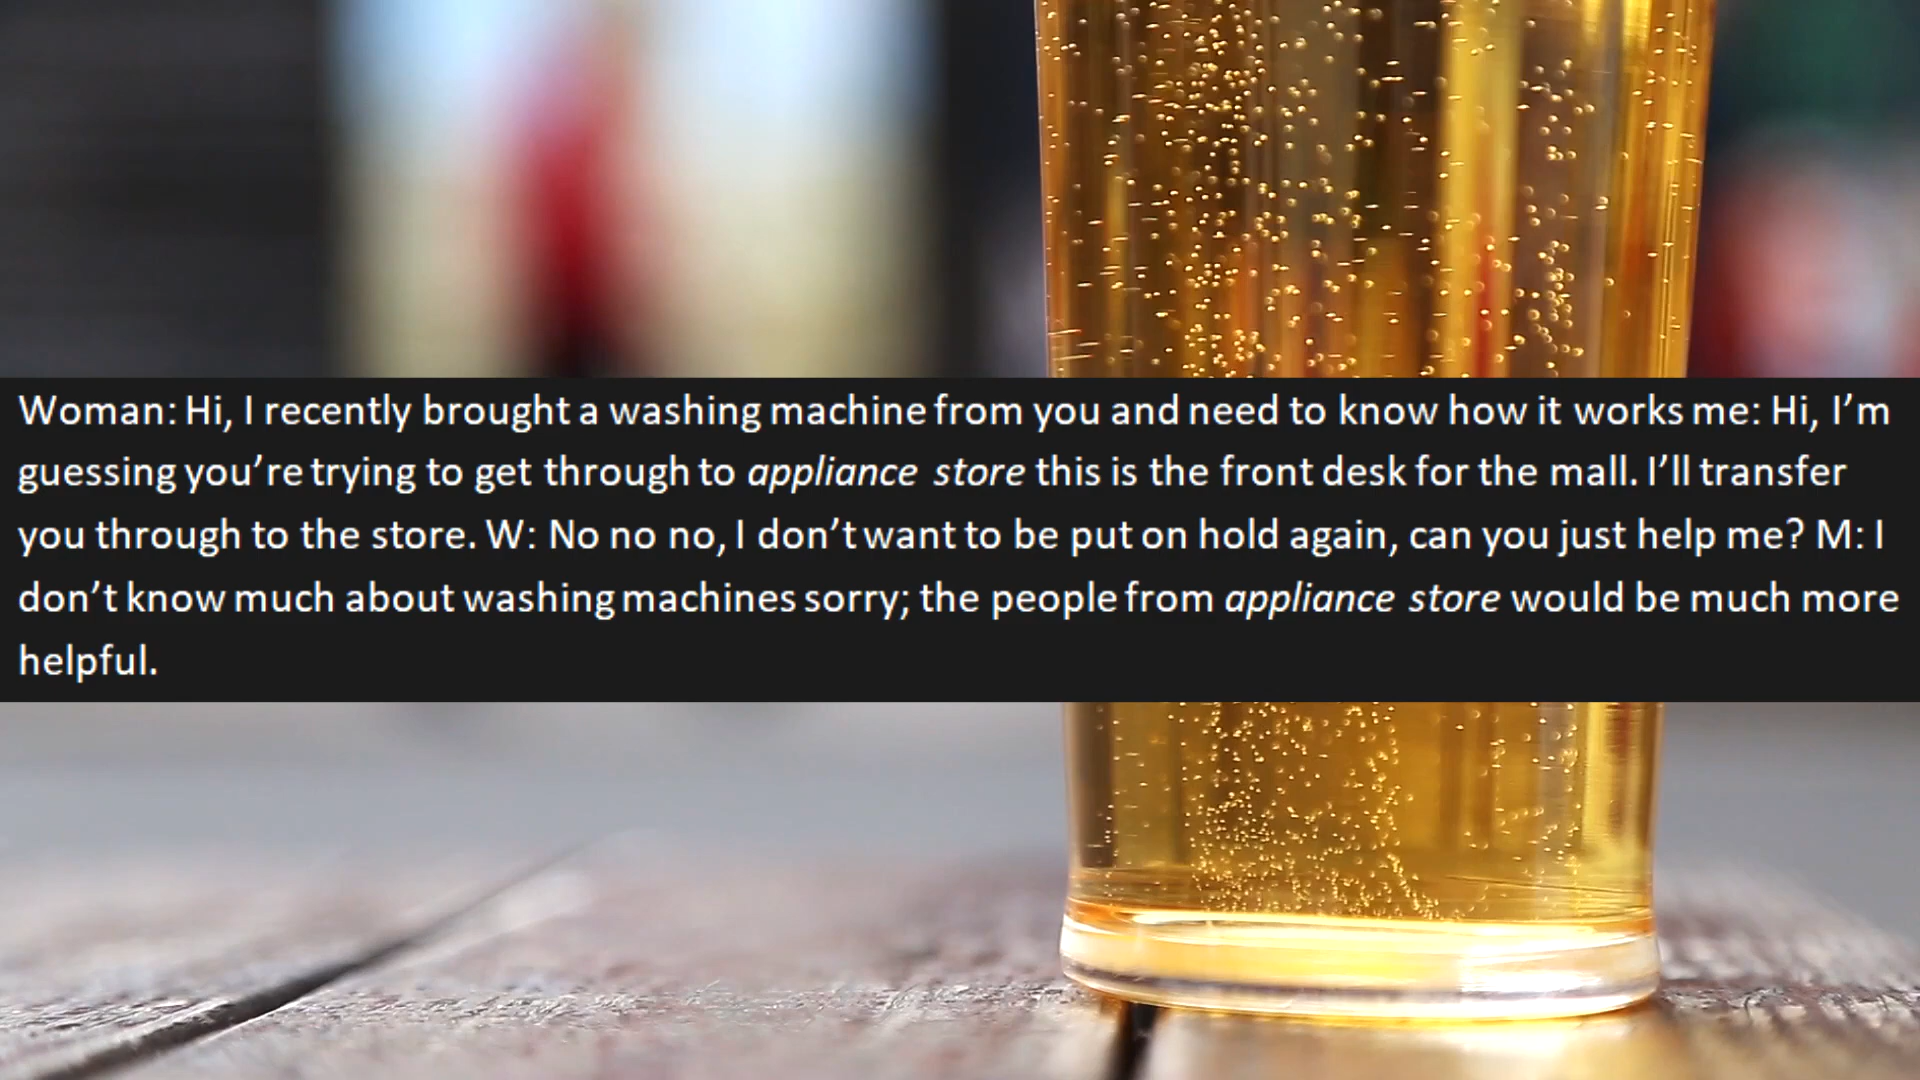 Woman: Hi, I recently brought a washing machine from you and need to know how it works me: Hi, I’m
guessing you’re trying to get through to appliance store this is the front desk for the mall. I’ll transfer
you through to the store. W: No no no, I don’t want to be put on hold again, can you just help me? M: I
don’t know much about washing machines sorry; the people from appliance store would be much more
helpful.